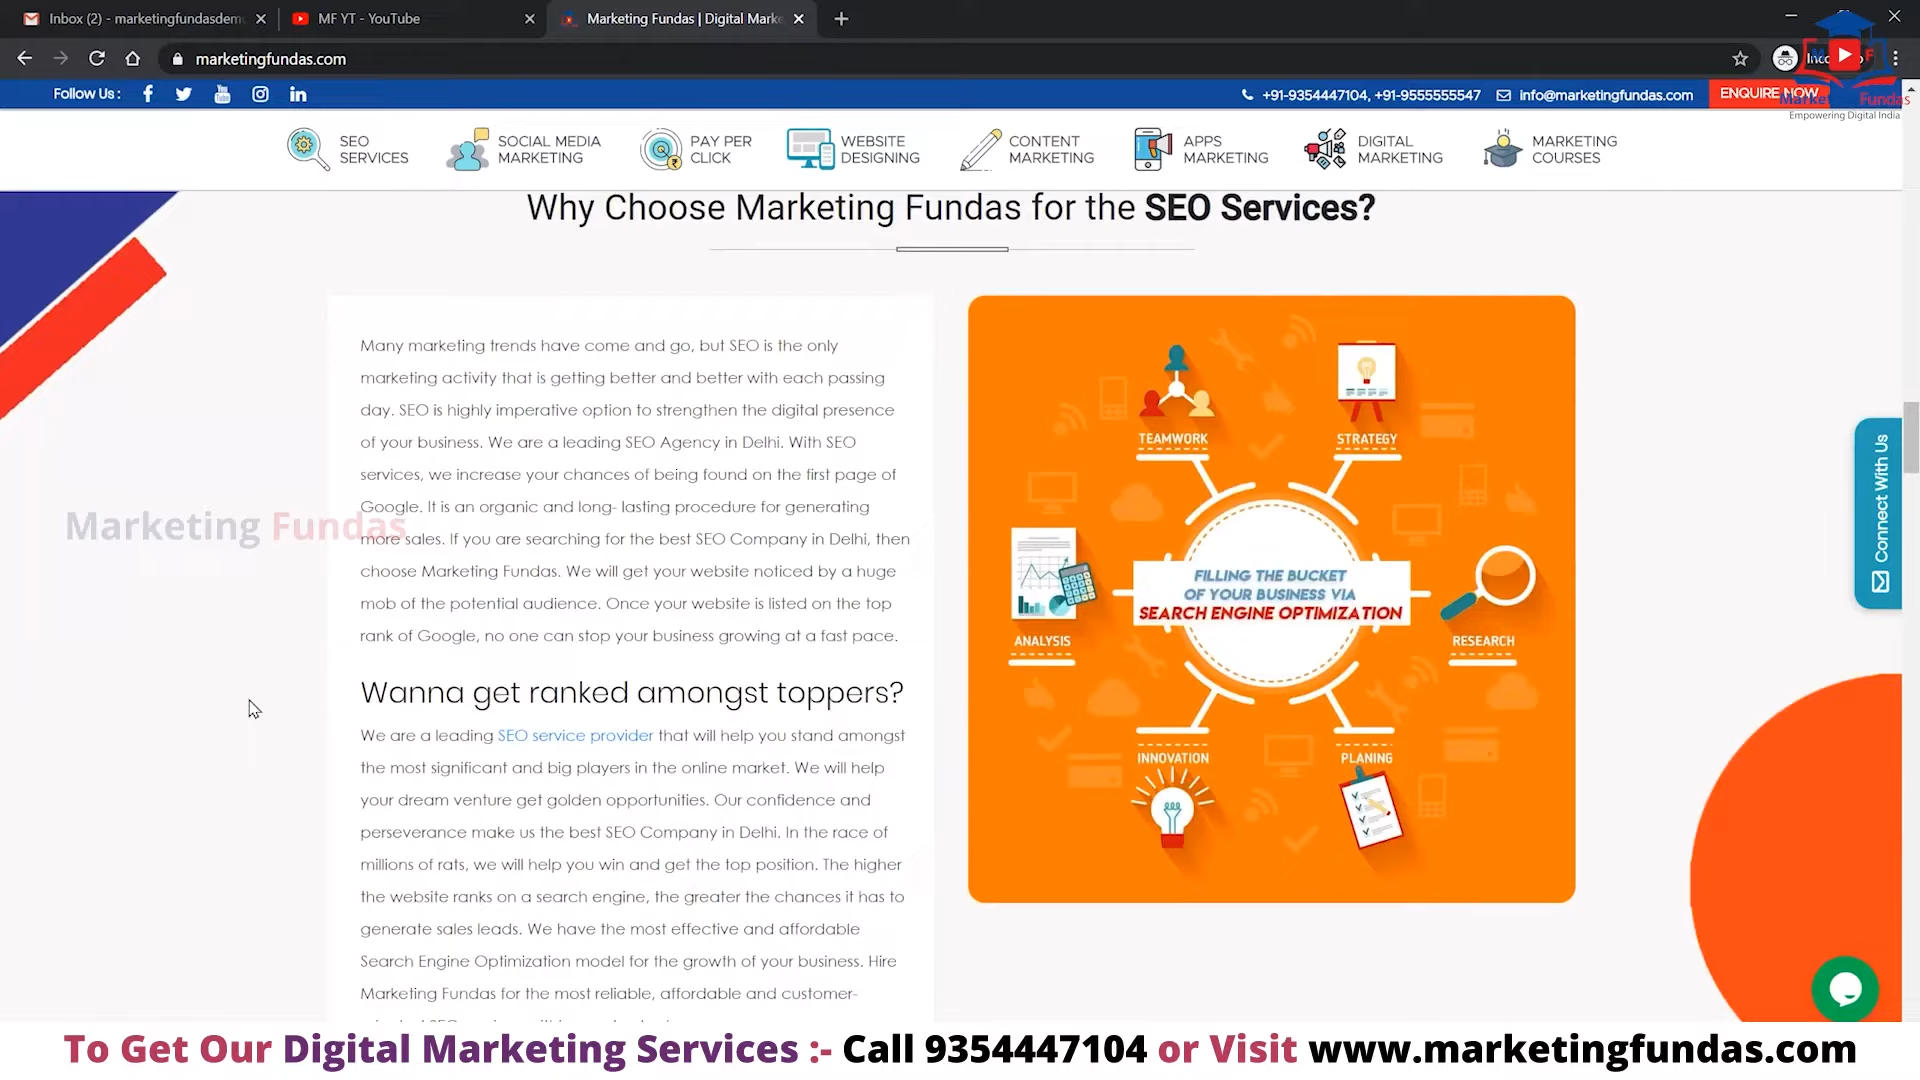 Inbox (2) - marketingfundasdem
MF YT - YouTube
Marketing Fundas | Digital Marke
marketingfundas.com
Follow Us :
+91-9354447104, +91-9555555547
info@marketingfundas.com
ENQUIRE NOW
Marketing Fundas
Empowering Digital India
SEO
SERVICES
SOCIAL MEDIA
MARKETING
PAY PER
CLICK
WEBSITE
DESIGNING
CONTENT
MARKETING
APPS
MARKETING
DIGITAL
MARKETING
MARKETING
COURSES
Why Choose Marketing Fundas for the SEO Services?
Many marketing trends have come and go, but SEO is the only
marketing activity that is getting better and better with each passing
day. SEO is highly imperative option to strengthen the digital presence
of your business. We are a leading SEO Agency in Delhi. With SEO
services, we increase your chances of being found on the first page of
Google. It is an organic and long- lasting procedure for generating
more sales. If you are searching for the best SEO Company in Delhi, then
choose Marketing Fundas. We will get your website noticed by a huge
mob of the potential audience. Once your website is listed on the top
rank of Google, no one can stop your business growing at a fast pace.
Wanna get ranked amongst toppers?
We are a leading SEO service provider that will help you stand amongst
the most significant and big players in the online market. We will help
your dream venture get golden opportunities. Our confidence and
perseverance make us the best SEO Company in Delhi. In the race of
millions of rats, we will help you win and get the top position. The higher
the website ranks on a search engine, the greater the chances it has to
generate sales leads. We have the most effective and affordable
Search Engine Optimization model for the growth of your business. Hire
Marketing Fundas for the most reliable, affordable and customer-
Marketing Fundas
TEAMWORK
STRATEGY
FILLING THE BUCKET
OF YOUR BUSINESS VIA
SEARCH ENGINE OPTIMIZATION
ANALYSIS
RESEARCH
INNOVATION
PLANING
Connect With Us
To Get Our Digital Marketing Services :- Call 9354447104 or Visit www.marketingfundas.com